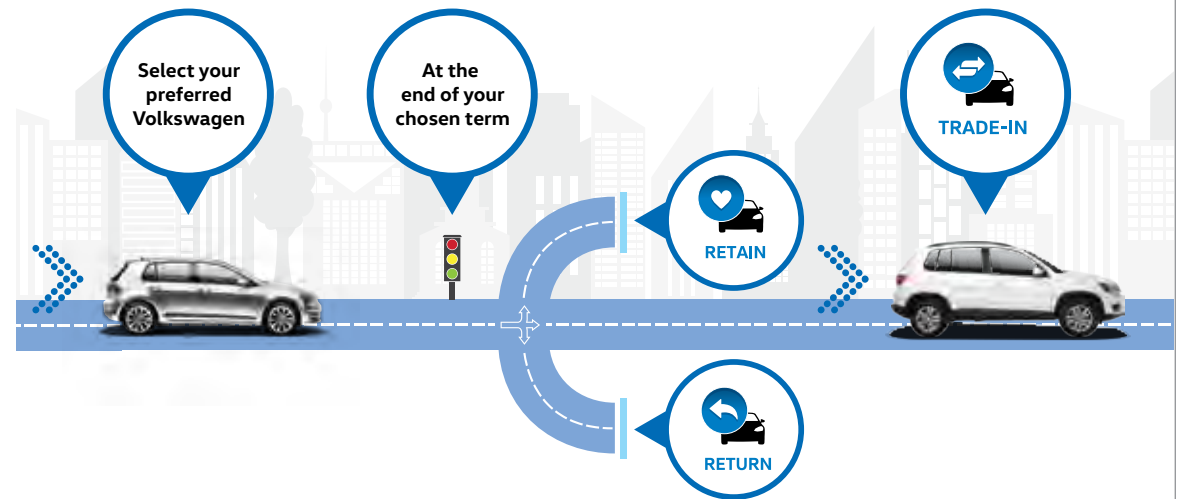 Select your
preferred
Volkswagen
At the
end of your
chosen term
TRADE-IN
RETAIN
RETURN